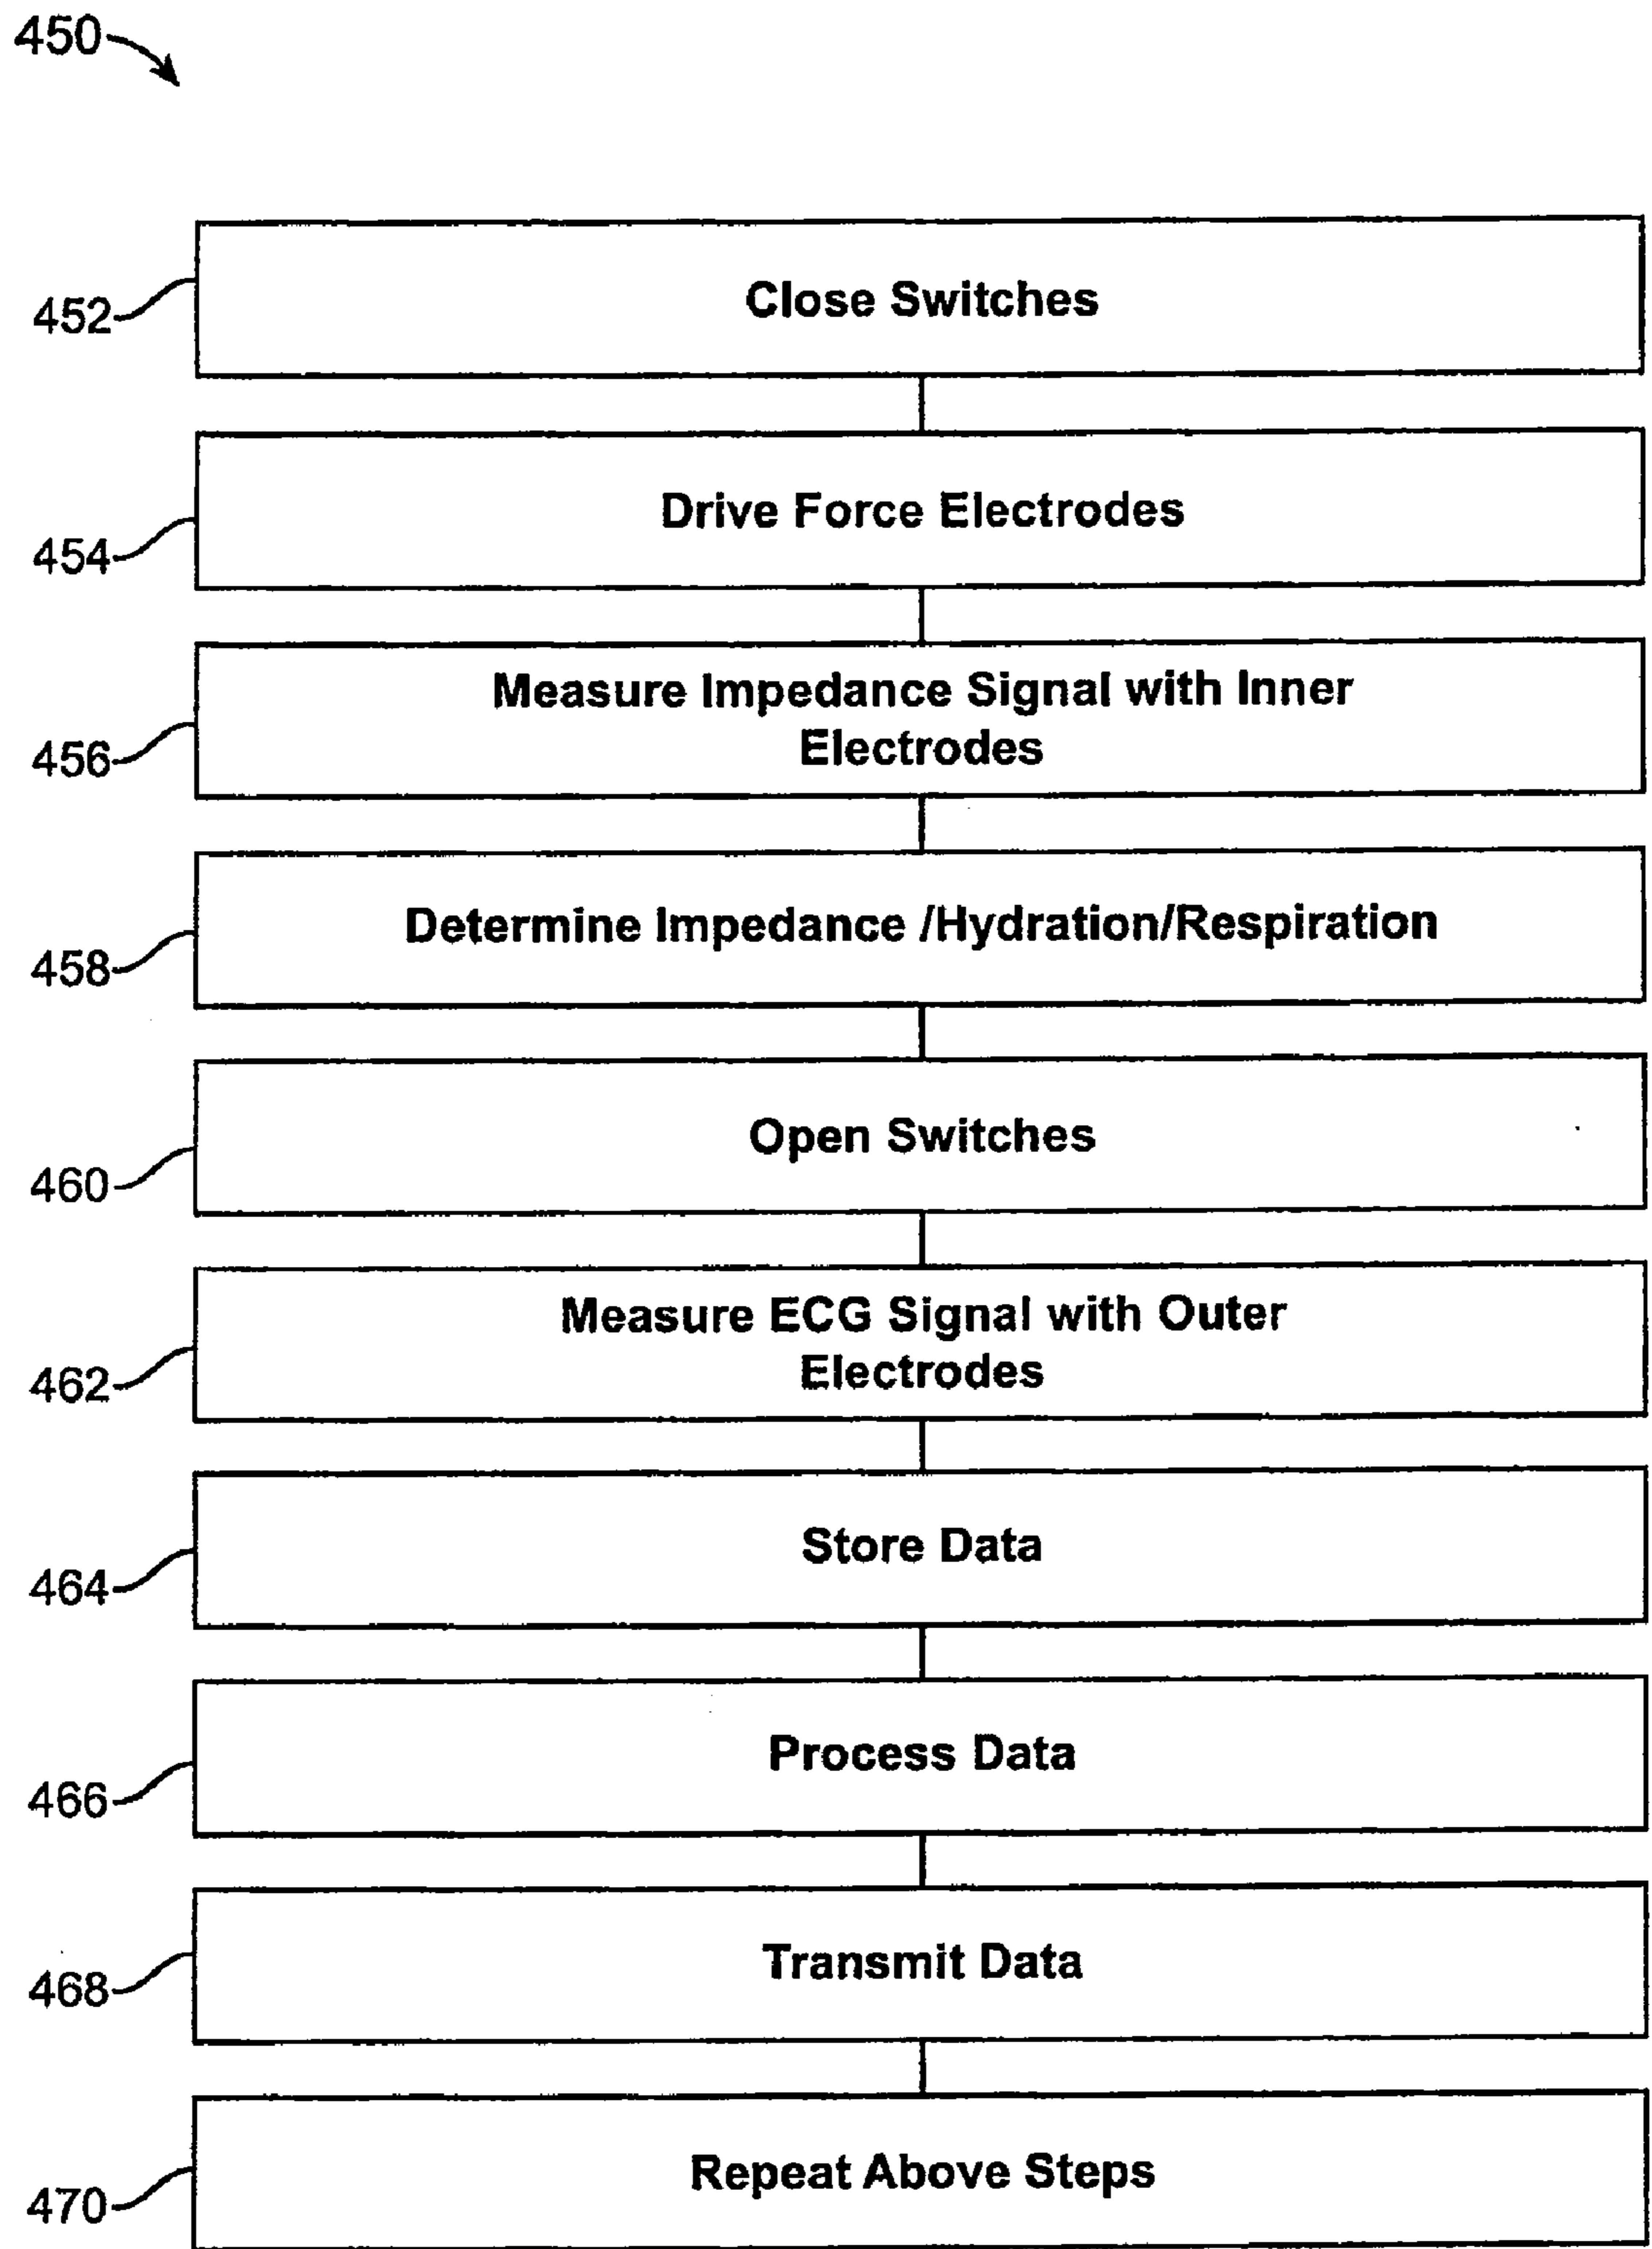 450
452
Close Switches
454
Drive Force Electrodes
456
Measure Impedance Signal with Inner
Electrodes
458
Determine Impedance /Hydration/Respiration
460
Open Switches
462
Measure ECG Signal with Outer
Electrodes
464
Store Data
466
Process Data
468
Transmit Data
470
Repeat Above Steps